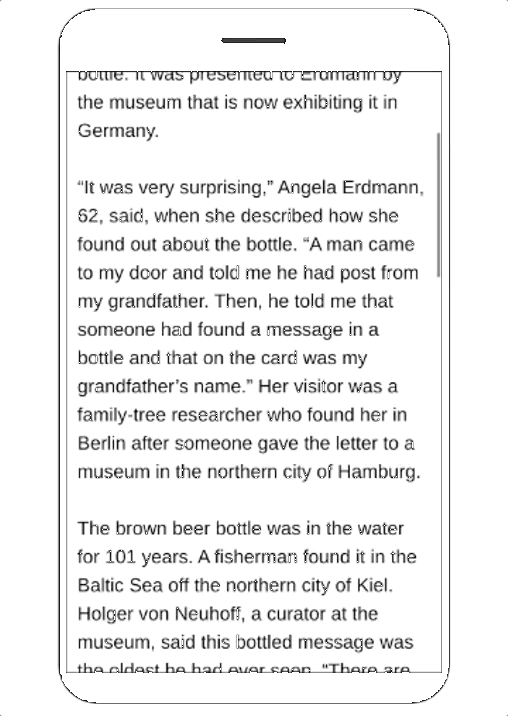 bottle. It was presented to Erdmann by
the museum that is now exhibiting it in
Germany.
“It was very surprising,” Angela Erdmann,
62, said, when she described how she
found out about the bottle. “A man came
to my door and told me he had post from
my grandfather. Then, he told me that
someone had found a message in a
bottle and that on the card was my
grandfather’s name.” Her visitor was a
family-tree researcher who found her in
Berlin after someone gave the letter to a
museum in the northern city of Hamburg.
The brown beer bottle was in the water
for 101 years. A fisherman found it in the
Baltic Sea off the northern city of Kiel.
Holger von Neuhoff, a curator at the
museum, said this bottled message was
the oldest he had ever seen. “There are